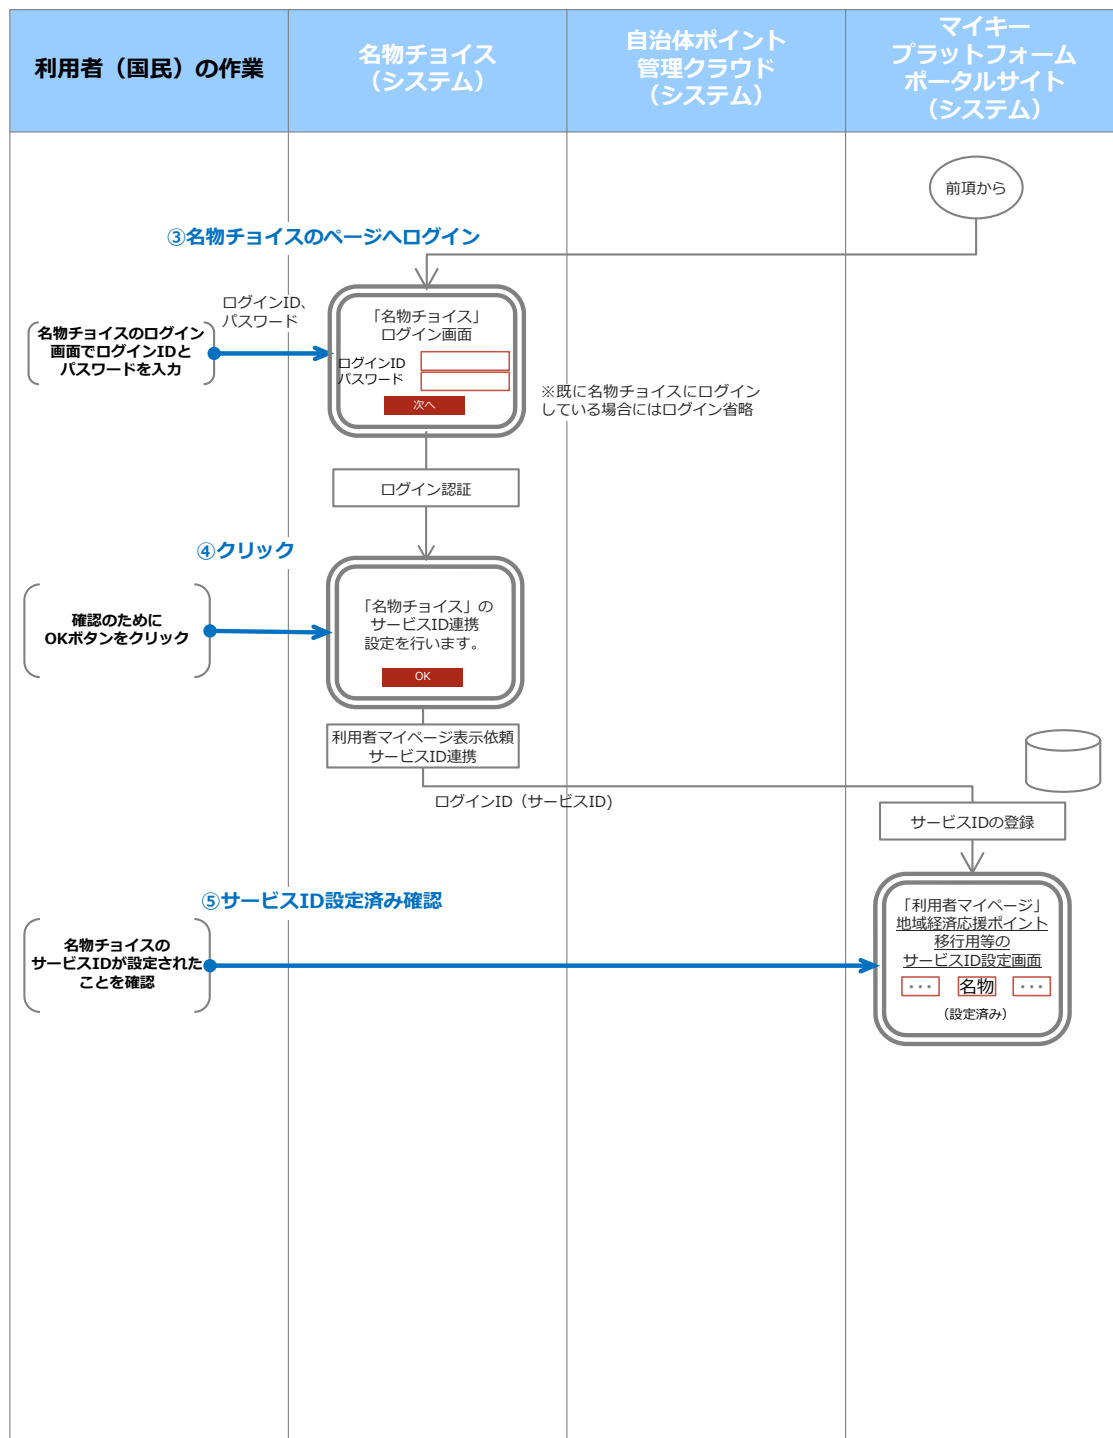 利用者（国民）の作業
名物チョイス
（システム）
自治体ポイント
管理クラウド
（システム）
マイキー
プラットフォーム
ポータルサイト
（システム）
前項から
③名物チョイスのページへログイン
ログインID、
パスワード
名物チョイスのログイン
画面でログインIDと
パスワードを入力
「名物チョイス」
ログイン画面
ログインID
パスワード
次へ
※既に名物チョイスにログイン
している場合にはログイン省略
ログイン認証
④クリック
確認のために
OKボタンをクリック
「名物チョイス」の
サービスID連携
設定を行います。
OK
利用者マイページ表示依頼
サービスID連携
ログインID（サービスID)
サービスIDの登録
⑤サービスID設定済み確認
名物チョイスの
サービスIDが設定された
ことを確認
「利用者マイページ」
地域経済応援ポイント
移行用等の
サービスID設定画面
･･･ 名物 ･･･
（設定済み）